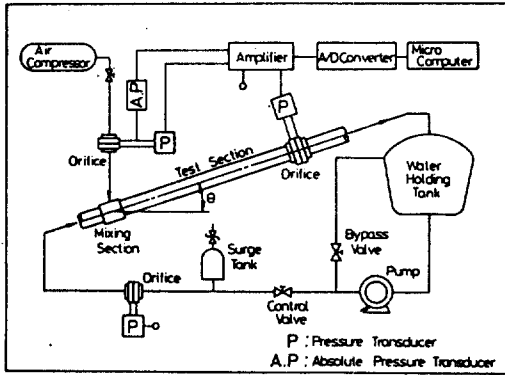 Air
Compressor
Amplifier
A/D Converter
Micro
Computer
A.P
P
P
Orifice
Test Section
Orifice
Water
Holding
Tank
θ
Mixing
Section
Surge
Tank
Bypass
Valve
Orifice
Pump
Control
Valve
P
P : Pressure Transducer
A.P : Absolute Pressure Transducer